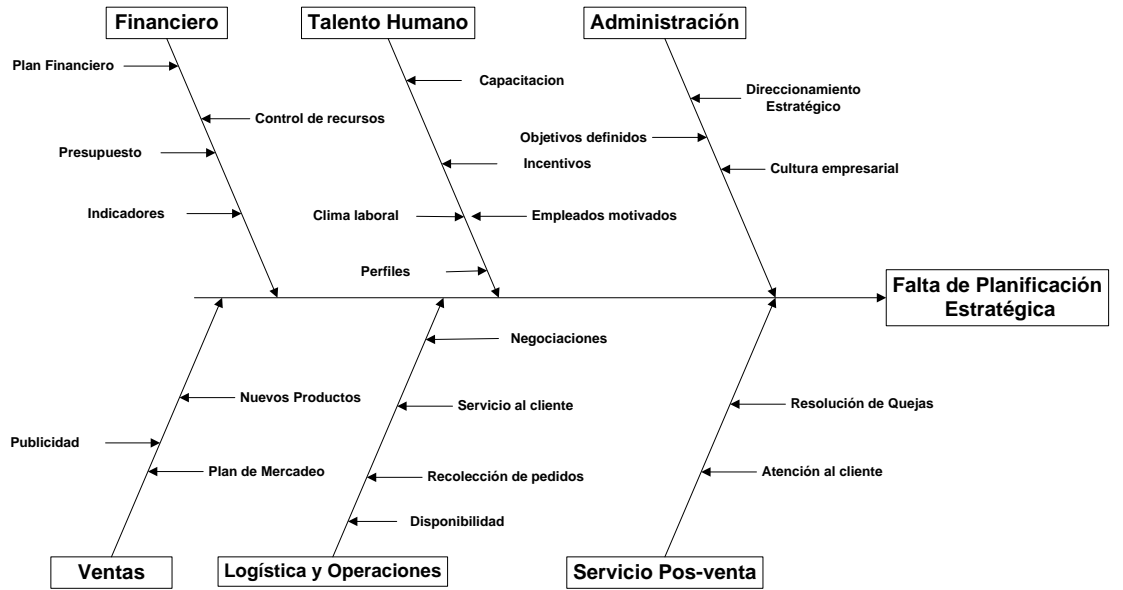 Financiero
Talento Humano
Administración
Plan Financiero
Capacitacion
Direccionamiento
Estratégico
Control de recursos
Objetivos definidos
Presupuesto
Incentivos
Cultura empresarial
Indicadores
Clima laboral
Empleados motivados
Perfiles
Falta de Planificación
Estratégica
Negociaciones
Nuevos Productos
Servicio al cliente
Resolución de Quejas
Publicidad
Plan de Mercadeo
Recolección de pedidos
Atención al cliente
Disponibilidad
Ventas
Logística y Operaciones
Servicio Pos-venta